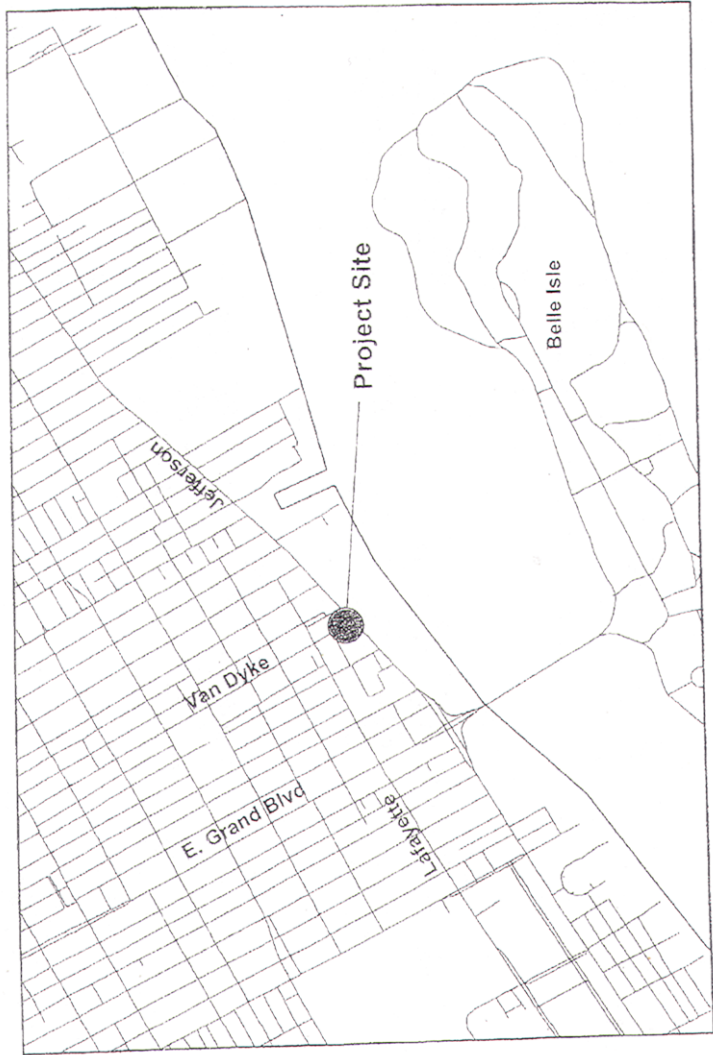 Jefferson
Project Site
Van Dyke
Belle Isle
E. Grand Blvd
Lafayette